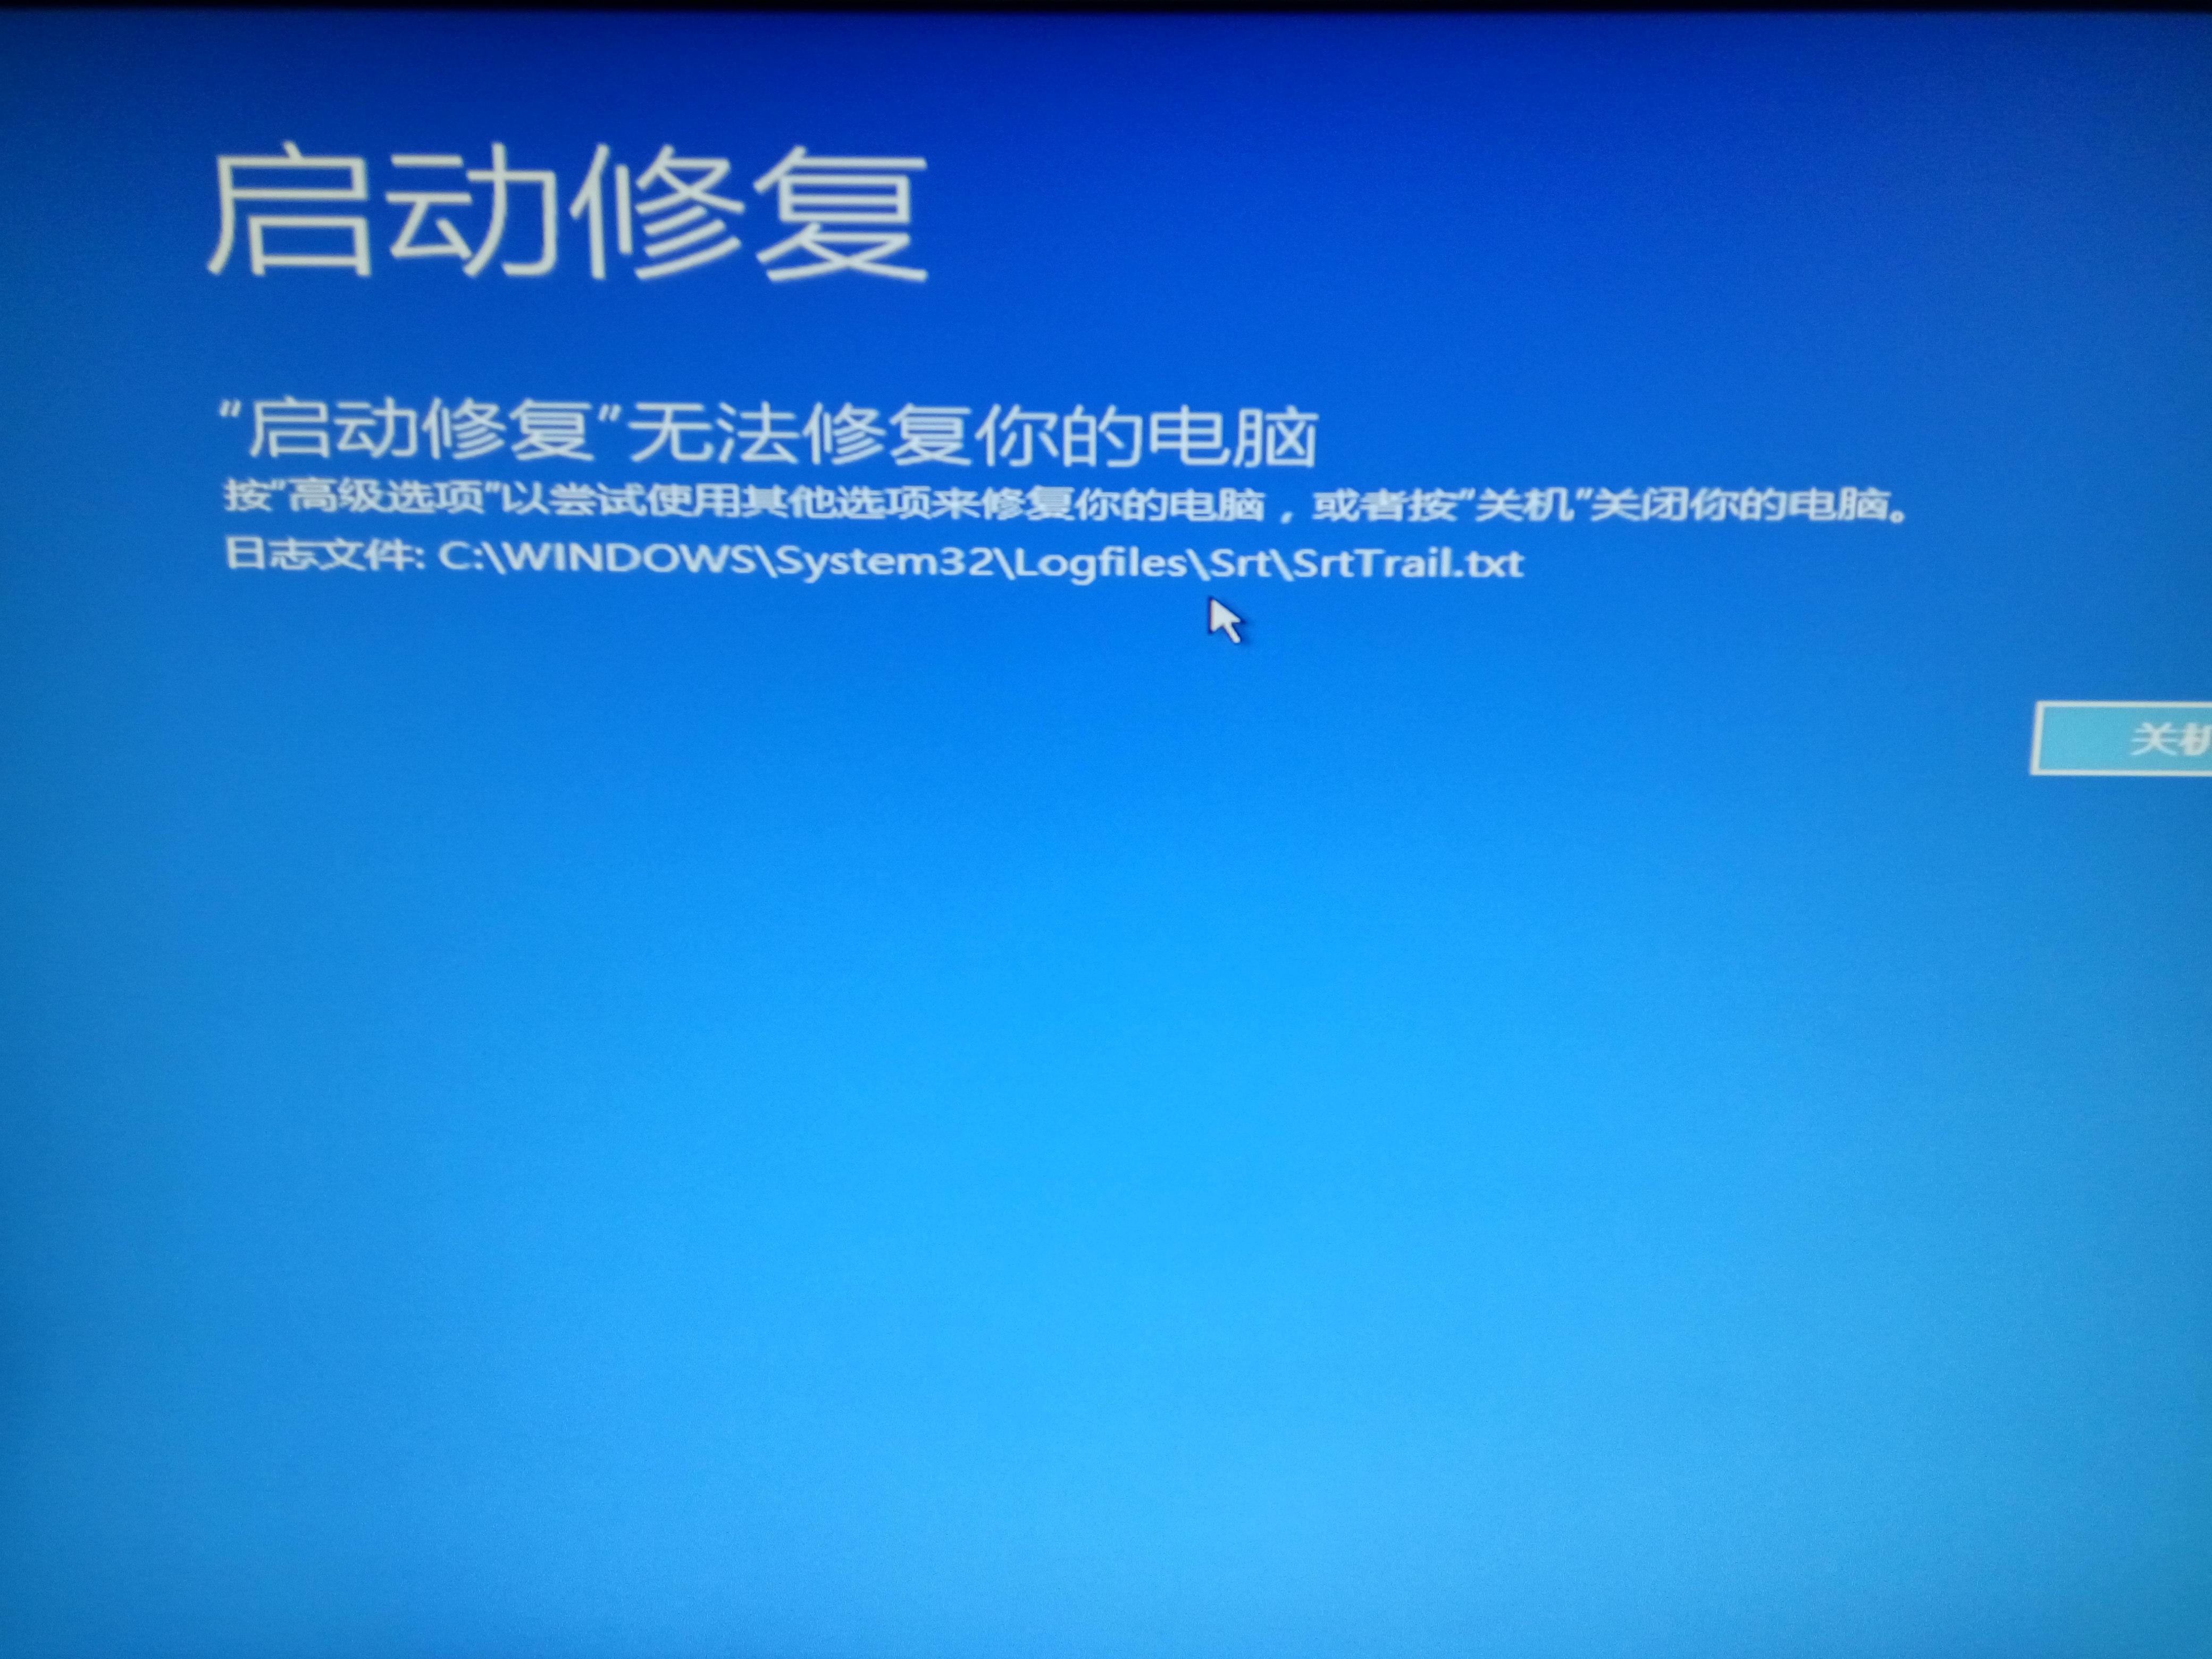 启动修复
“启动修复”无法修复你的电脑
按“高级选项”以尝试使用其他选项来修复你的电脑，或者按“关机”关闭你的电脑。
日志文件: C:\WINDOWS\System32\Logfiles\Srt\SrtTrail.txt
关机